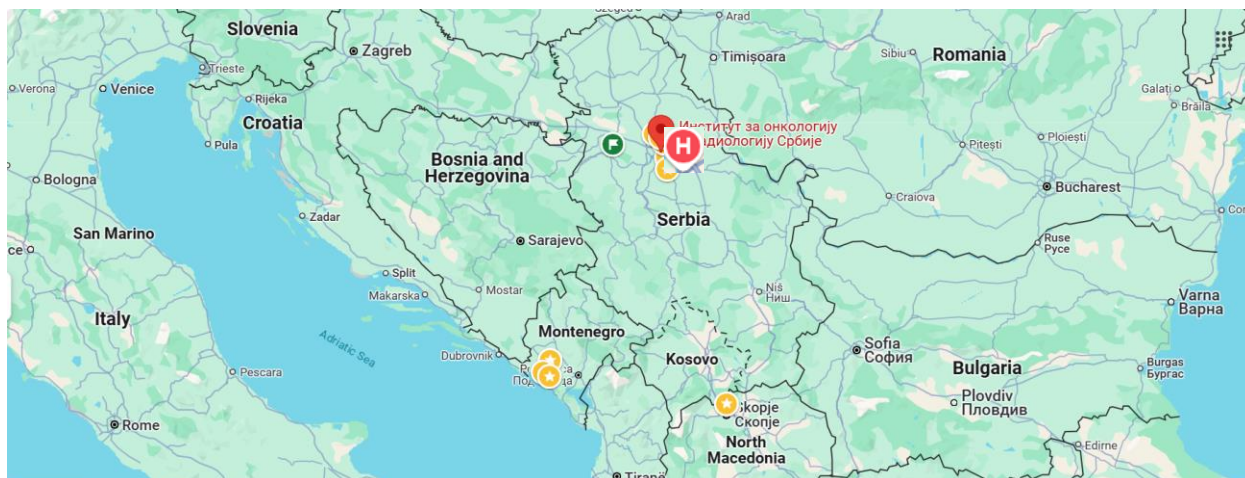 Arad
Slovenia
Zagreb
Timișoara
Sibiu
Romania
Trieste
Verona
Venice
Rijeka
Galați
Croatia
Brăila
Институт за онкологију
Pula
адиологију Србије
H
Ploiești
Pitești
Bosnia and
Herzegovina
Bologna
Bucharest
Craiova
Zadar
Serbia
San Marino
Sarajevo
Ruse
Русе
Split
Mostar
Makarska
Niš
Ниш
Varna
Варна
Italy
Adriatic Sea
Montenegro
Sofia
София
Dubrovnik
Kosovo
Bulgaria
Burgas
Бургас
Pescara
Plovdiv
Пловдив
Skopje
Скопје
Rome
North
Macedonia
Edirne